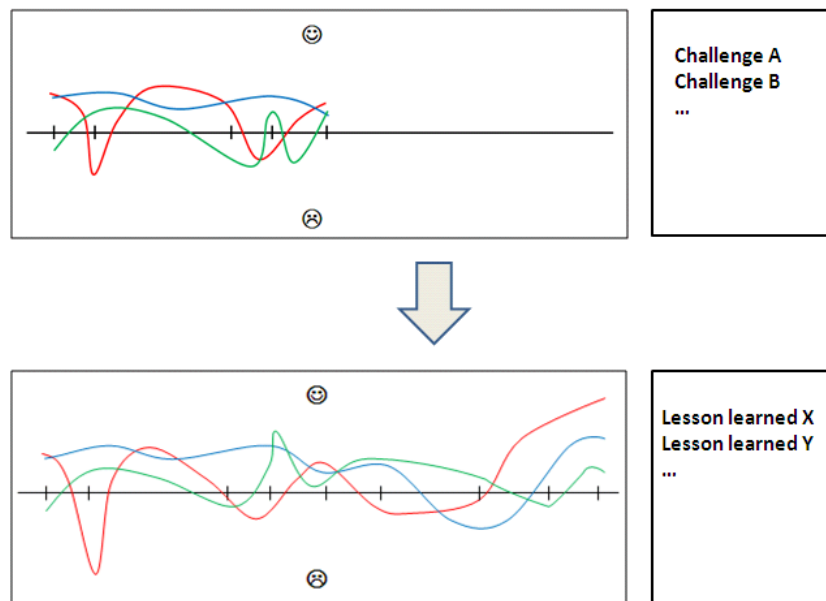 Challenge A
Challenge B
...
Lesson learned X
Lesson learned Y
...